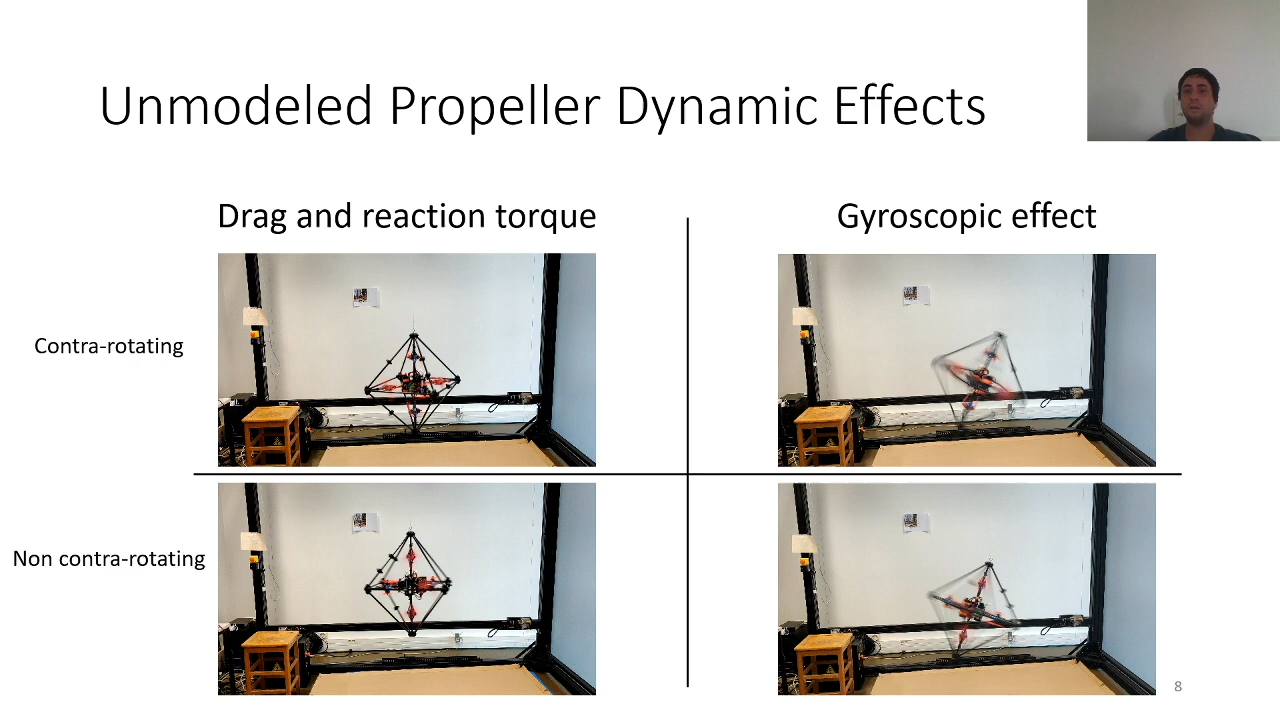 Unmodeled Propeller Dynamic Effects
Drag and reaction torque
Gyroscopic effect
Contra-rotating
Non contra-rotating
8